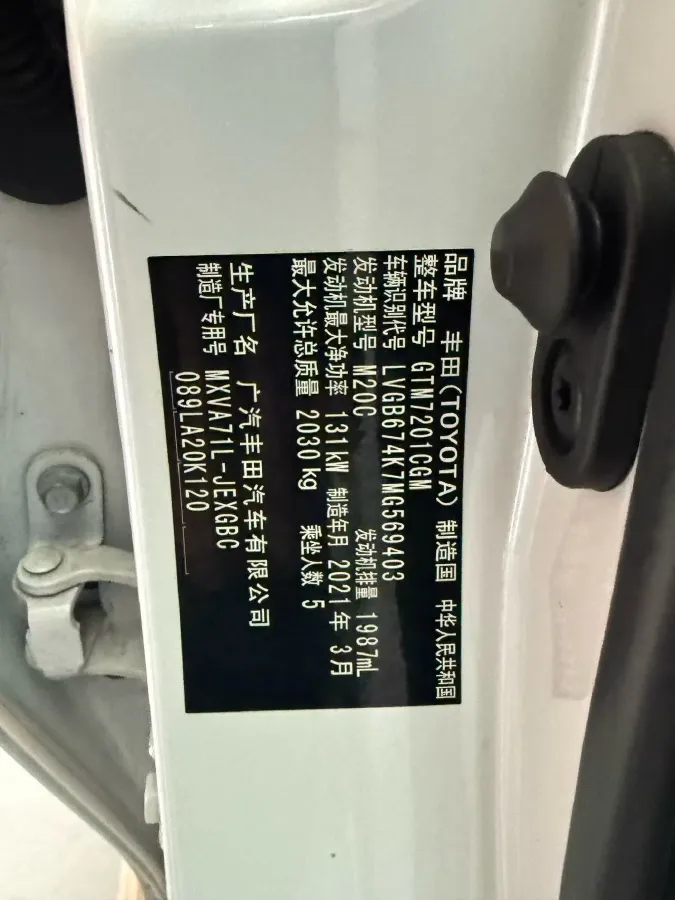 品牌 丰田(TOYOTA) 制造国 中华人民共和国
整车型号 GTM7201CGM
车辆识别代号 LVGB674K7MG569403
发动机型号 M20C 发动机排量 1987mL
发动机最大净功率 131kW 制造年月 2021年 3月
最大允许总质量 2030 kg 乘坐人数 5
生产厂名 广汽丰田汽车有限公司
制造厂专用号 MXVA71L-JEXGBC
089LA20K120